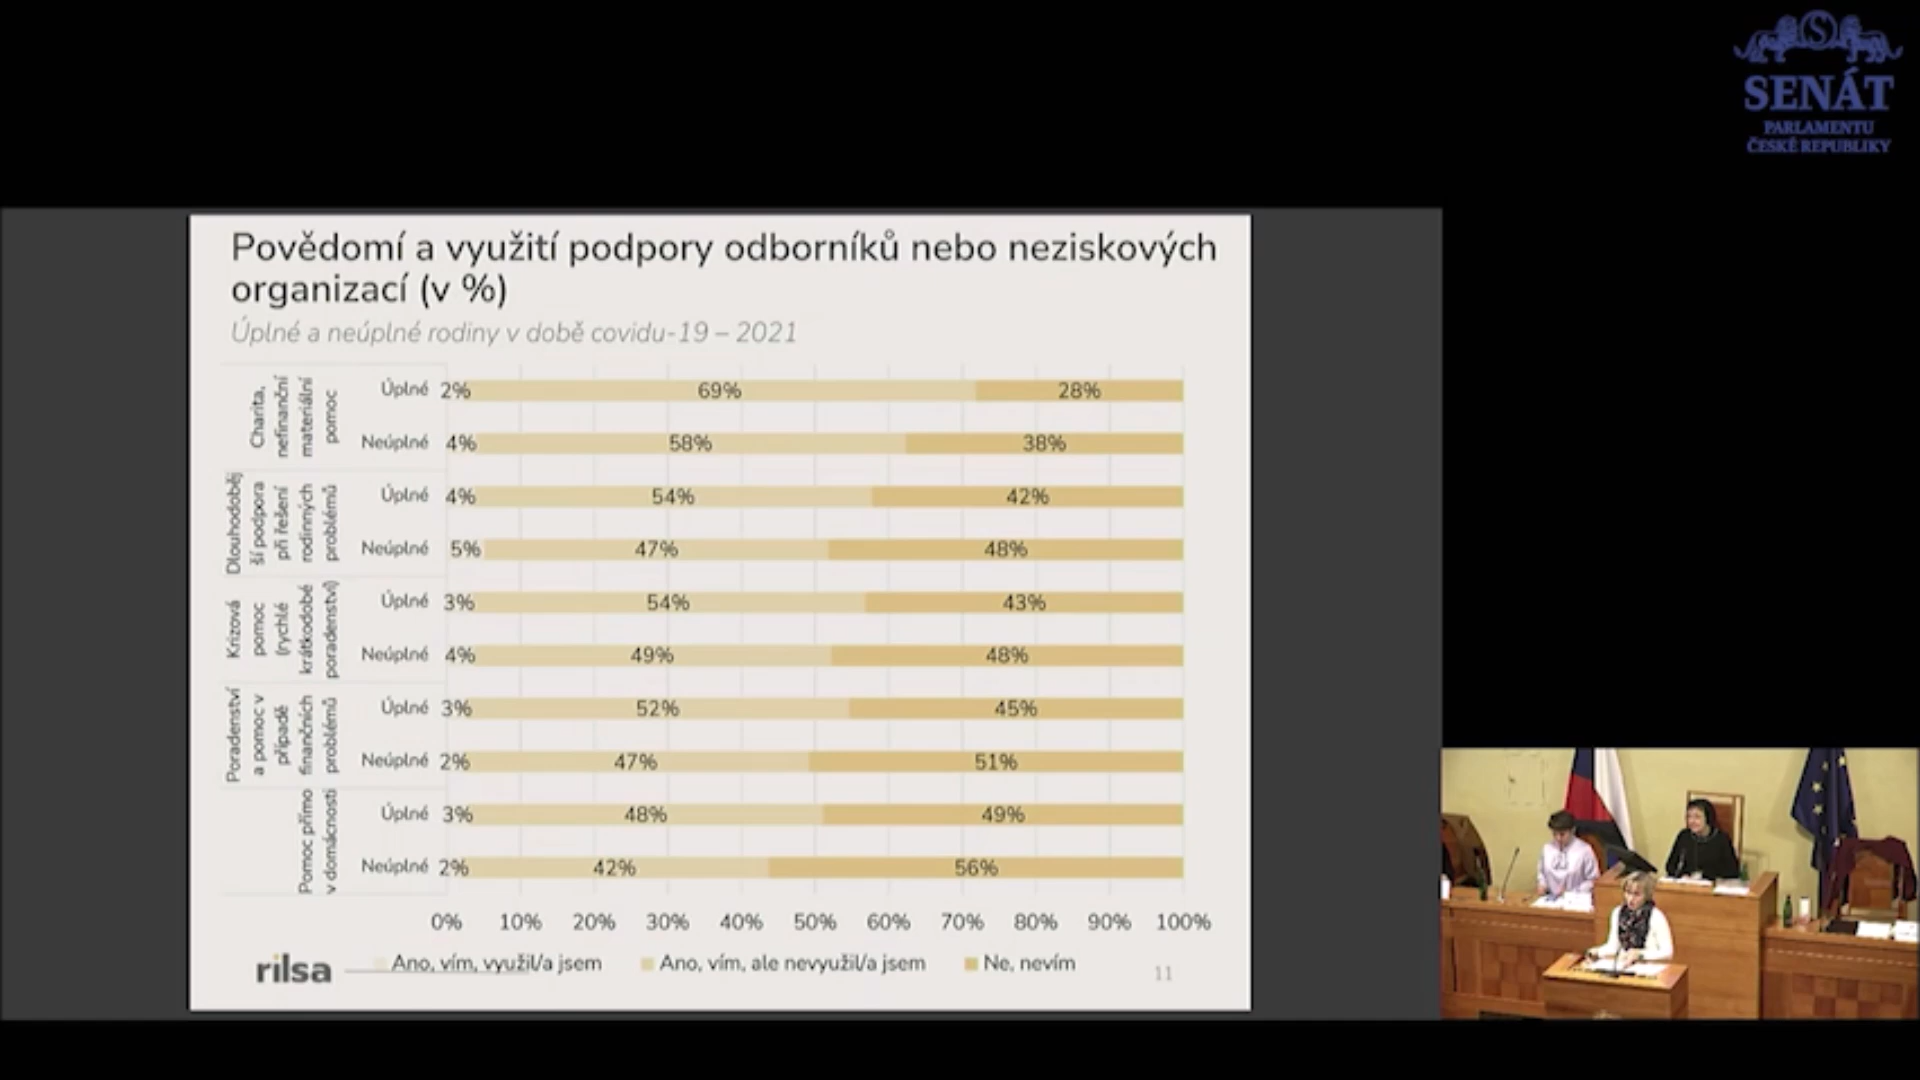 SENÁT
PARLAMENTU
ČESKÉ REPUBLIKY
Povědomí a využití podpory odborníků nebo neziskových
organizací (v %)
Úplné a neúplné rodiny v době covidu-19 – 2021
Charita,
nefinanční
materiální
pomoc
Úplné 2% 69% 28%
Neúplné 4% 58% 38%
Dlouhodoběj
ší podpora
při řešení
rodinných
problémů
Úplné 4% 54% 42%
Neúplné 5% 47% 48%
Krizová
pomoc
(rychlé
krátkodobé
poradenství)
Úplné 3% 54% 43%
Neúplné 4% 49% 48%
Poradenství
a pomoc v
případě
finančních
problémů
Úplné 3% 52% 45%
Neúplné 2% 47% 51%
Pomoc přímo
v domácnosti
Úplné 3% 48% 49%
Neúplné 2% 42% 56%
0% 10% 20% 30% 40% 50% 60% 70% 80% 90% 100%
Ano, vím, využil/a jsem Ano, vím, ale nevyužil/a jsem Ne, nevím
rilsa
11